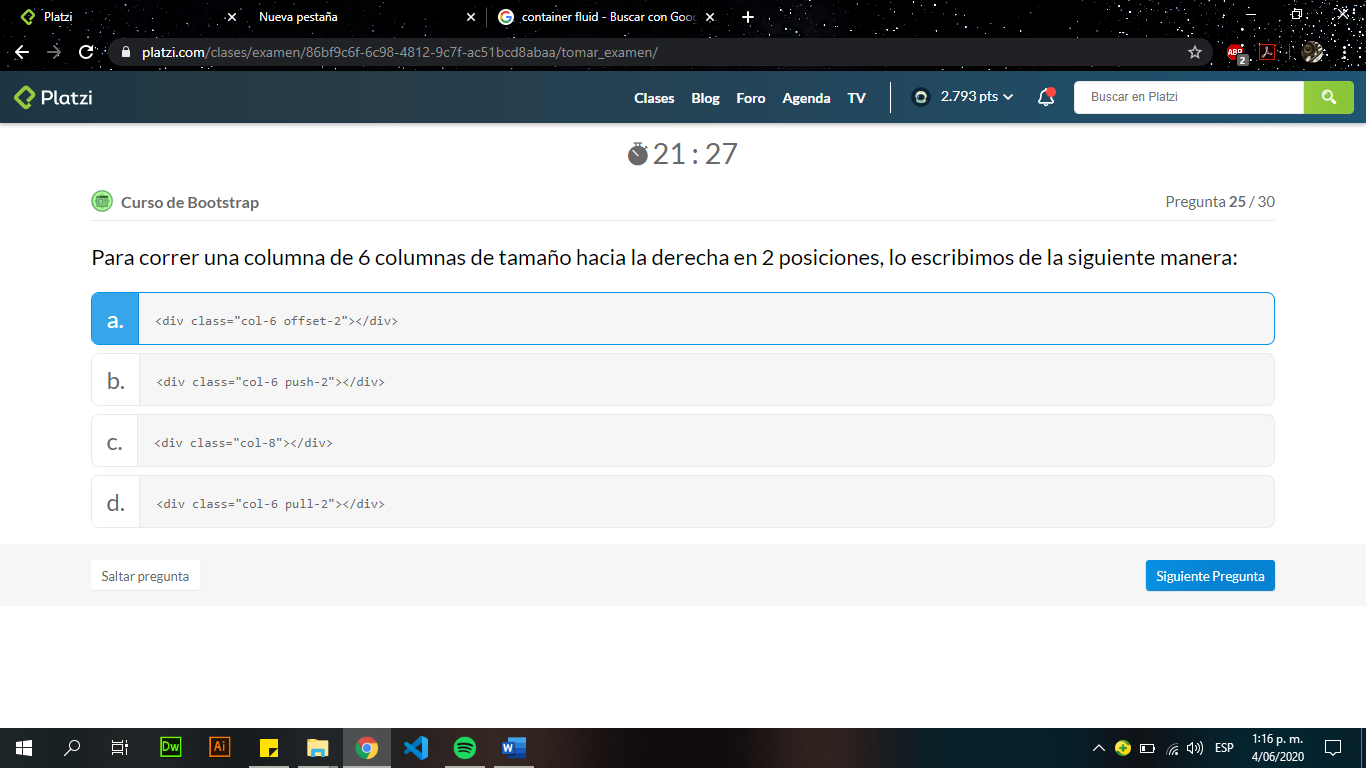 Platzi
Nueva pestaña
container fluid - Buscar con Goo
platzi.com/clases/examen/86bf9c6f-6c98-4812-9c7f-ac51bcd8abaa/tomar_examen/
ABP
2
Platzi
Clases Blog Foro Agenda TV
2.793 pts
Buscar en Platzi
21 : 27
Curso de Bootstrap
Pregunta 25 / 30
Para correr una columna de 6 columnas de tamaño hacia la derecha en 2 posiciones, lo escribimos de la siguiente manera:
a. <div class="col-6 offset-2"></div>
b. <div class="col-6 push-2"></div>
c. <div class="col-8"></div>
d. <div class="col-6 pull-2"></div>
Saltar pregunta
Siguiente Pregunta
Dw
Ai
W
ESP
1:16 p. m.
4/06/2020